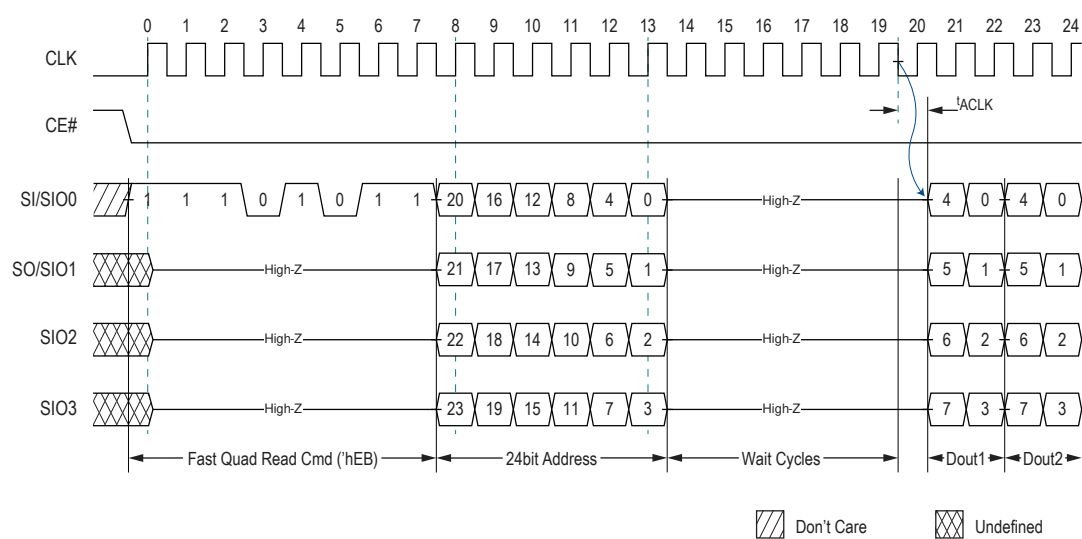 0 1 2 3 4 5 6 7 8 9 10 11 12 13 14 15 16 17 18 19 20 21 22 23 24
CLK
tACLK
CE#
SI/SIO0 1 1 1 0 1 0 1 1 20 16 12 8 4 0 High-Z 4 0 4 0
SO/SIO1 High-Z 21 17 13 9 5 1 High-Z 5 1 5 1
SIO2 High-Z 22 18 14 10 6 2 High-Z 6 2 6 2
SIO3 High-Z 23 19 15 11 7 3 High-Z 7 3 7 3
Fast Quad Read Cmd ('hEB) 24bit Address Wait Cycles Dout1 Dout2
Don't Care Undefined